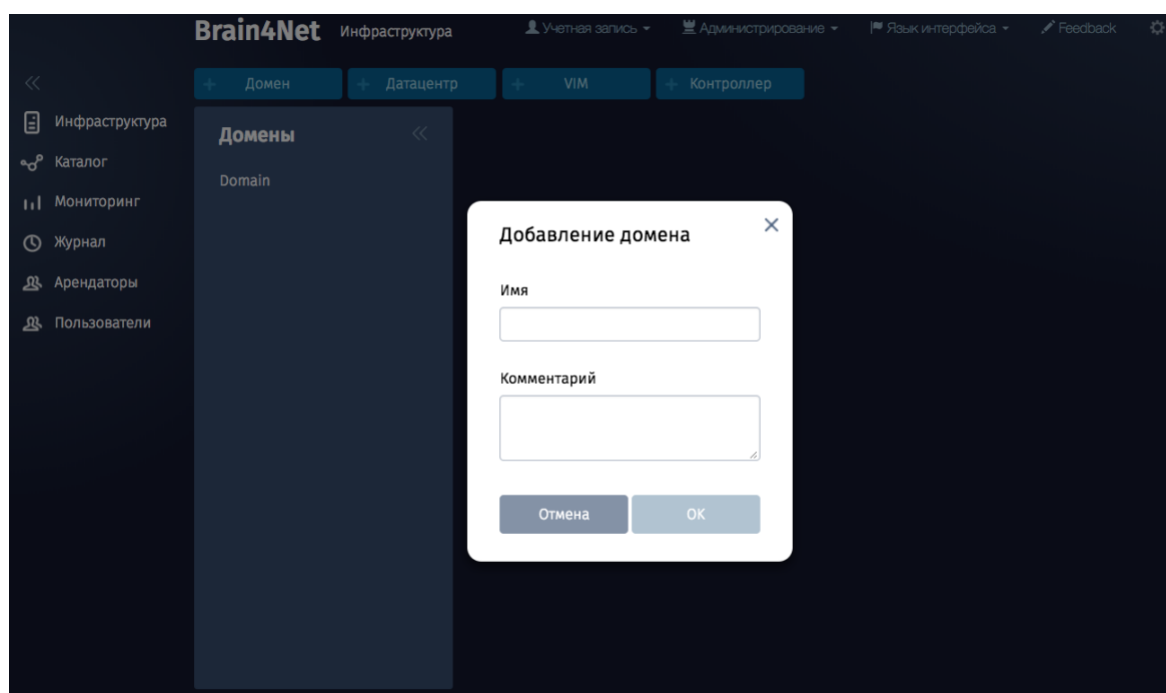 Brain4Net Инфраструктура Учетная запись Администрирование Язык интерфейса Feedback
+ Домен + Датацентр + VIM + Контроллер
Инфраструктура
Каталог
Мониторинг
Журнал
Арендаторы
Пользователи
Домены
Domain
Добавление домена
Имя
Комментарий
Отмена OK